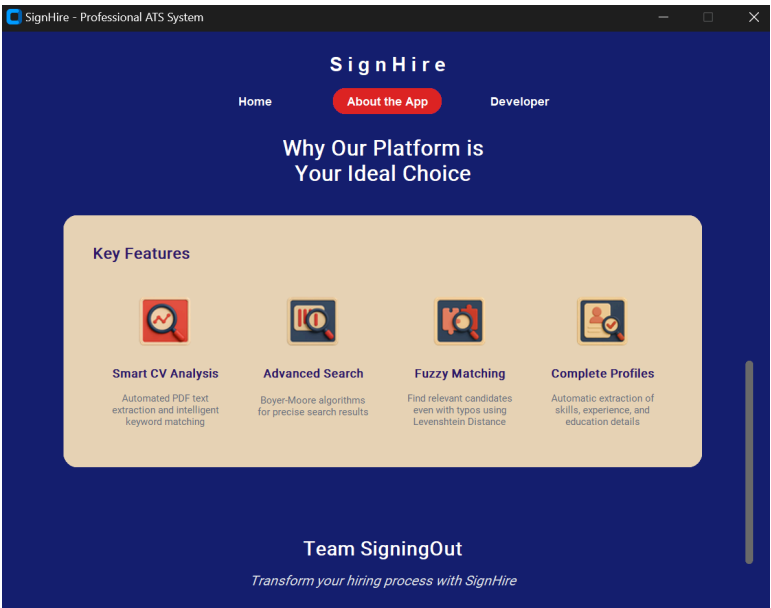 SignHire - Professional ATS System
SignHire
Home About the App Developer
Why Our Platform is
Your Ideal Choice
Key Features
Smart CV Analysis
Automated PDF text
extraction and intelligent
keyword matching
Advanced Search
Boyer-Moore algorithms
for precise search results
Fuzzy Matching
Find relevant candidates
even with typos using
Levenshtein Distance
Complete Profiles
Automatic extraction of
skills, experience, and
education details
Team SigningOut
Transform your hiring process with SignHire